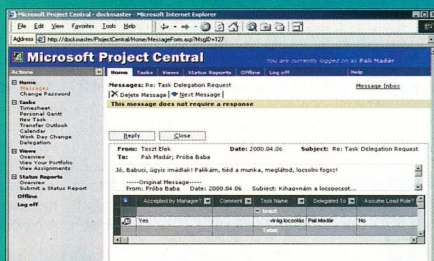 Microsoft Project Central - dockmaster - Microsoft Internet Explorer
File Edit View Favorites Tools Help
Address http://dockmaster/ProjectCentral/Home/MessageForm.asp?MsgID=127
Microsoft Project Central
You are currently logged on as Pali Madár
Actions
Home Tasks Views Status Reports Offline Log off Help
Home
Messages
Change Password
Tasks
Timesheet
Personal Gantt
New Task
Transfer Outlook
Calendar
Work Day Change
Delegation
Views
Overview
View Your Portfolio
View Assignments
Status Reports
Overview
Submit a Status Report
Offline
Log off
Messages: Re: Task Delegation Request Message Inbox
Delete Message Next Message
This message does not require a response
Reply Close
From: Teszt Elek Date: 2000.04.06 Subject: Re: Task Delegation Request
To: Pali Madár; Próba Baba
Jó, Babuci, úgyis imádlak! Palikám, tiéd a munka, meglátod, locsolni fogsz!
-----Original Message-----
From: Próba Baba Date: 2000.04.06 Subject:
Accepted by Manager? Comment Task Name Delegated To Assume Lead Role?
Yes virág locsolás Pali Madár No